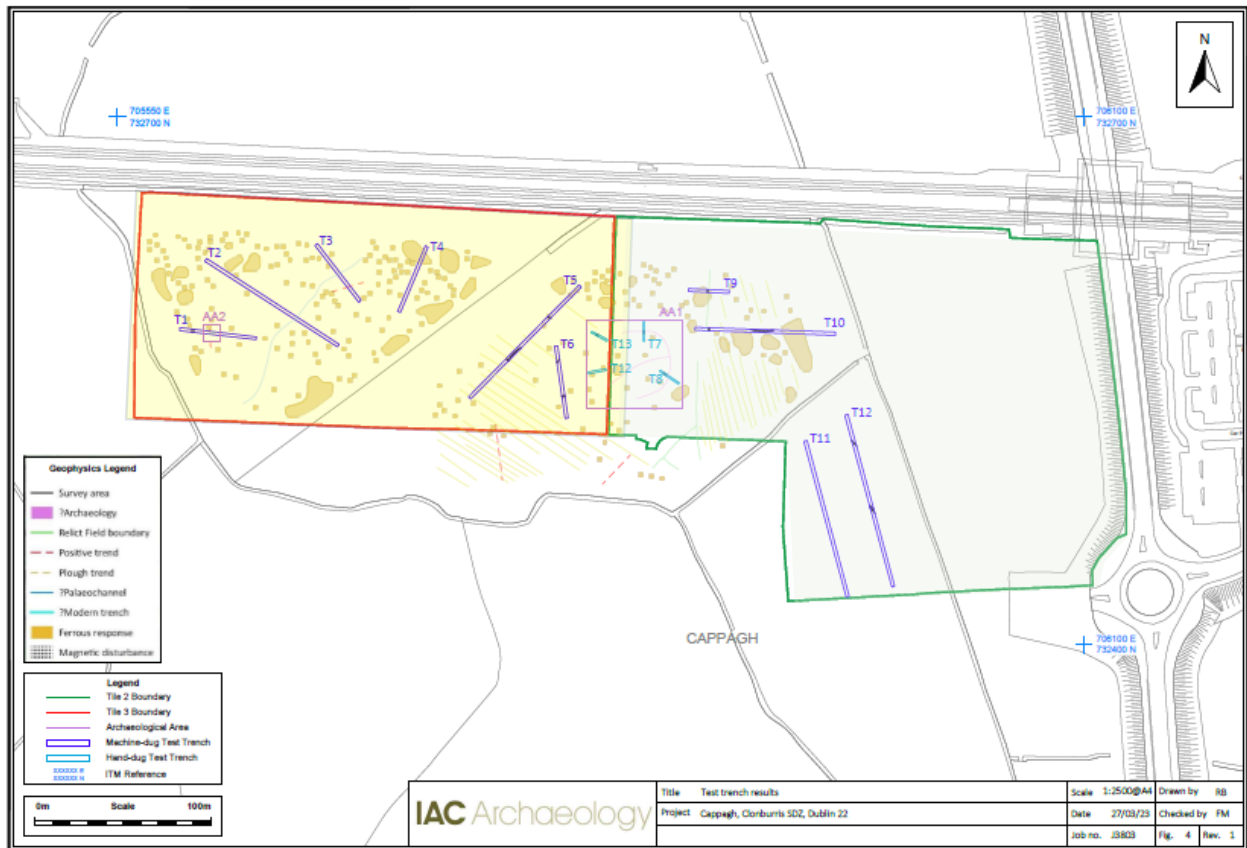 N
705550 E
732700 N
706100 E
732700 N
T2
T3
T4
T5
T1
AA2
T6
T9
AA1
T10
T13
T7
T12
T8
T12
T11
Geophysics Legend
Survey area
?Archaeology
Relict Field boundary
Positive trend
Plough trend
?Palaeochannel
?Modern trench
Ferrous response
Magnetic disturbance
CAPPAGH
706100 E
732400 N
Legend
Tile 2 Boundary
Tile 3 Boundary
Archaeological Area
Machine-dug Test Trench
Hand-dug Test Trench
XXXXXX E
XXXXXX N
ITM Reference
0m Scale 100m
IAC Archaeology
Title Test trench results
Project Cappagh, Clonburris SDZ, Dublin 22
Scale 1:2500@A4 Drawn by RB
Date 27/03/23 Checked by FM
Job no. J3803 Fig. 4 Rev. 1